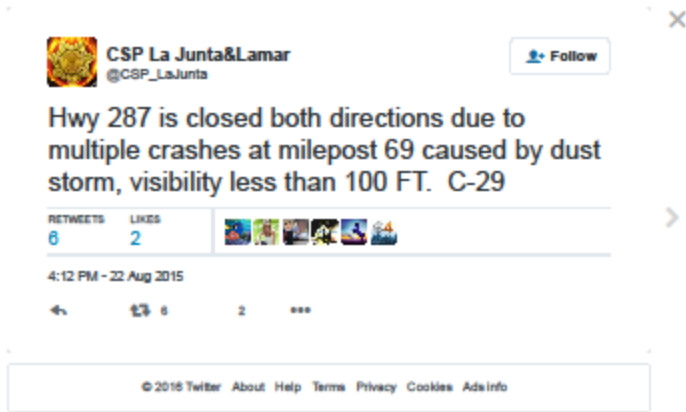 CSP La Junta&Lamar
@CSP_LaJunta
Follow
Hwy 287 is closed both directions due to
multiple crashes at milepost 69 caused by dust
storm, visibility less than 100 FT.  C-29
RETWEETS LIKES
6 2
4:12 PM - 22 Aug 2015
6 2
© 2016 Twitter About Help Terms Privacy Cookies Ads info